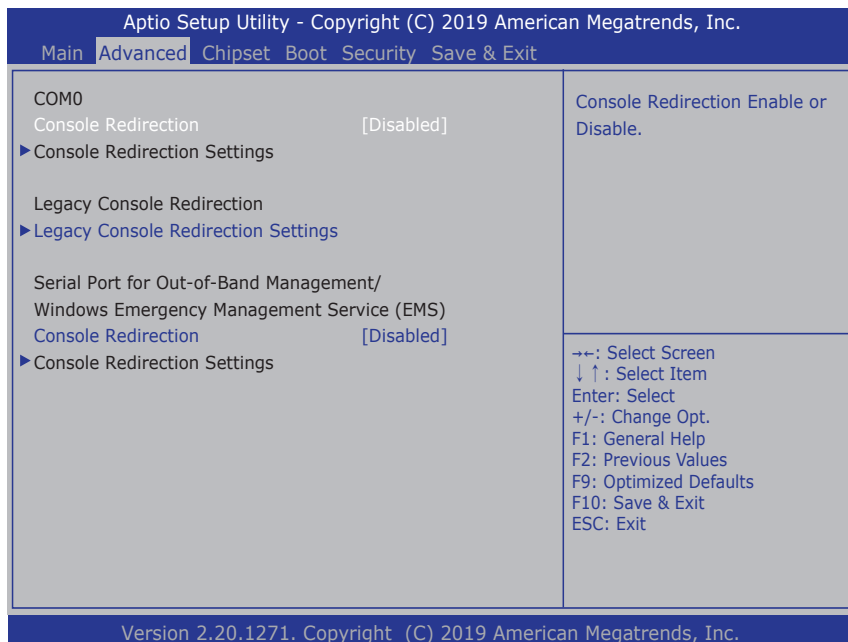 Aptio Setup Utility - Copyright (C) 2019 American Megatrends, Inc.
Main Advanced Chipset Boot Security Save & Exit
COM0
Console Redirection [Disabled]
▶Console Redirection Settings
Legacy Console Redirection
▶Legacy Console Redirection Settings
Serial Port for Out-of-Band Management/
Windows Emergency Management Service (EMS)
Console Redirection [Disabled]
▶Console Redirection Settings
Console Redirection Enable or
Disable.
→←: Select Screen
↓↑: Select Item
Enter: Select
+/-: Change Opt.
F1: General Help
F2: Previous Values
F9: Optimized Defaults
F10: Save & Exit
ESC: Exit
Version 2.20.1271. Copyright (C) 2019 American Megatrends, Inc.